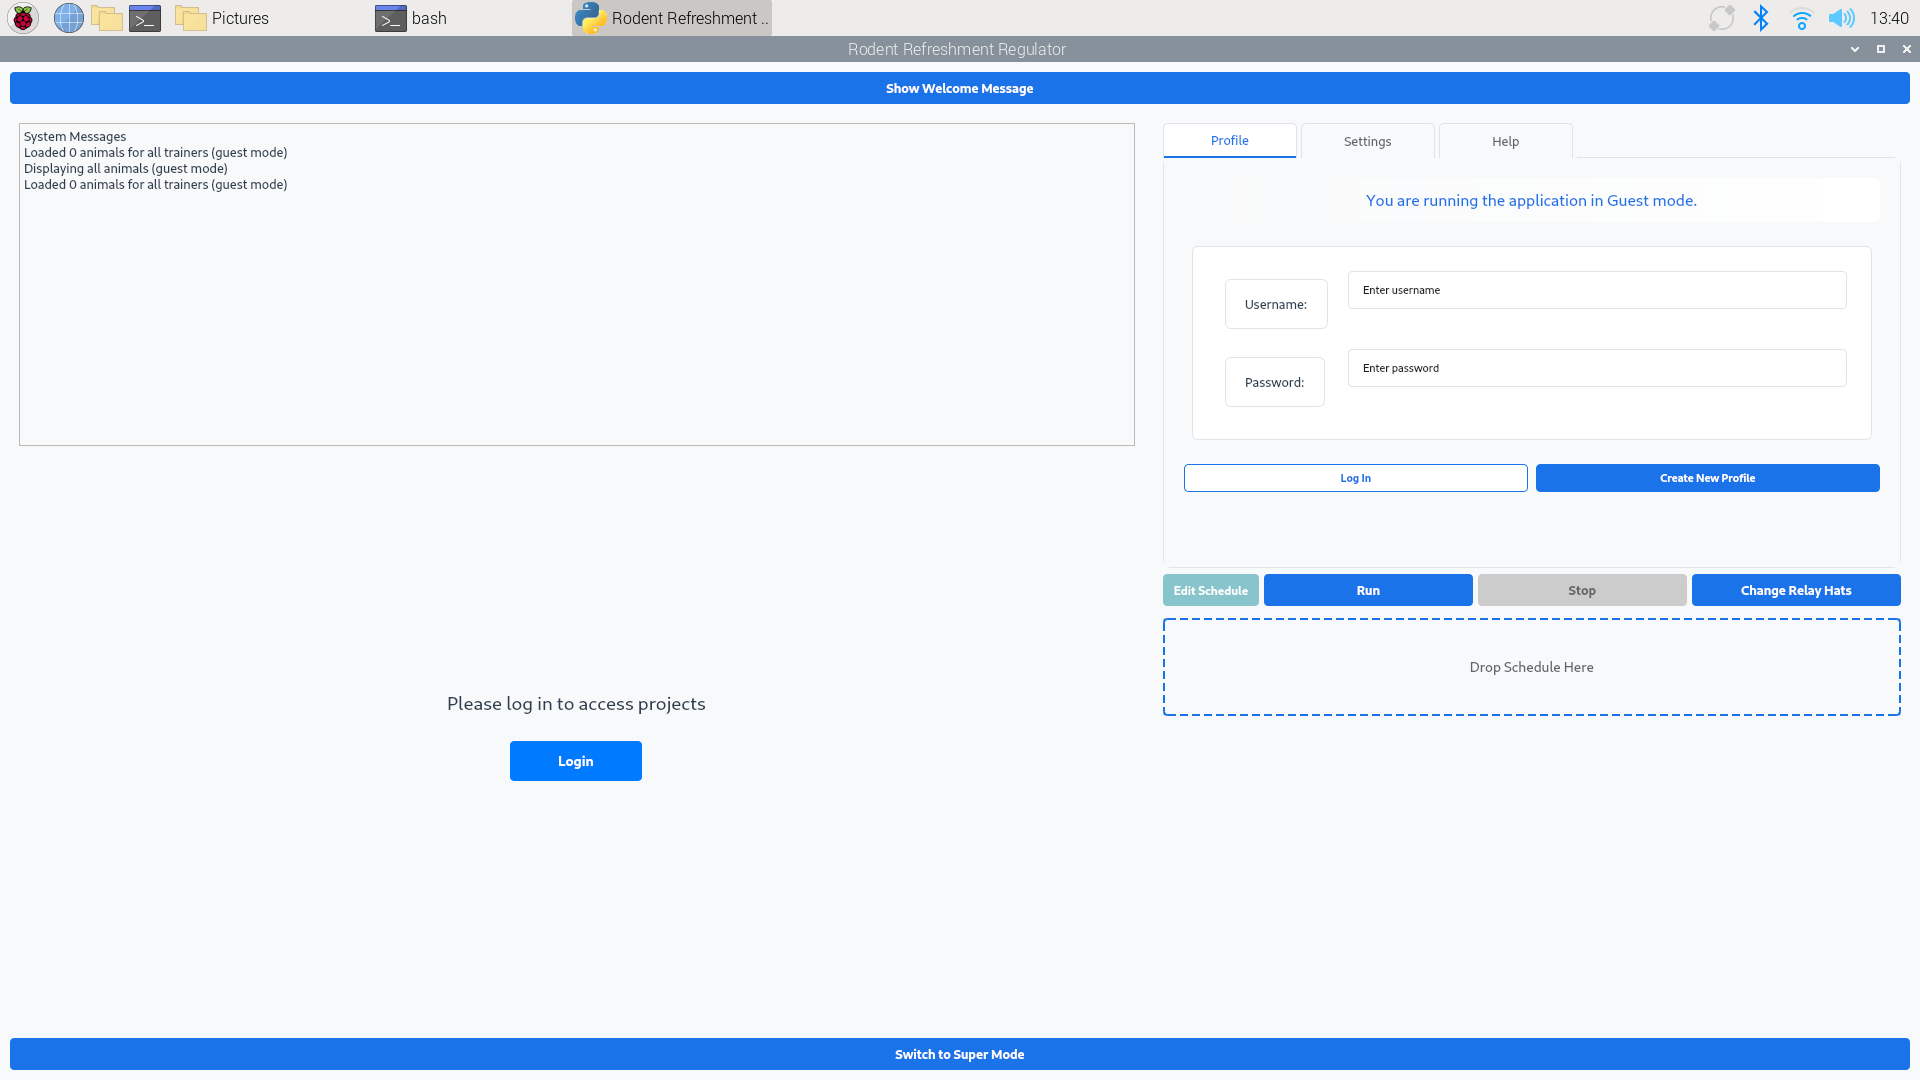 Pictures
bash
Rodent Refreshment ..
13:40
Rodent Refreshment Regulator
Show Welcome Message
System Messages
Loaded 0 animals for all trainers (guest mode)
Displaying all animals (guest mode)
Loaded 0 animals for all trainers (guest mode)
Please log in to access projects
Login
Profile
Settings
Help
You are running the application in Guest mode.
Username:
Enter username
Password:
Enter password
Log In
Create New Profile
Edit Schedule
Run
Stop
Change Relay Hats
Drop Schedule Here
Switch to Super Mode